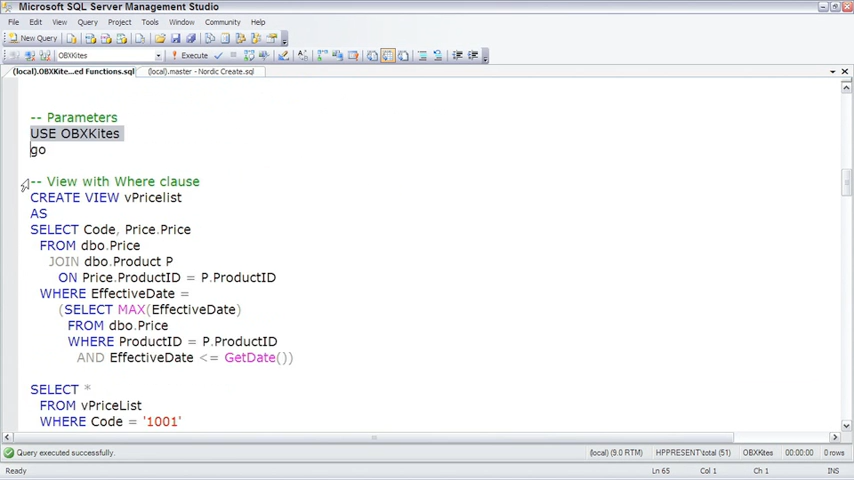 Microsoft SQL Server Management Studio
File Edit View Query Project Tools Window Community Help
New Query
OBXKites Execute
(local).OBXKite...ed Functions.sql (local).master - Nordic Create.sql
-- Parameters
USE OBXKites
go
-- View with Where clause
CREATE VIEW vPricelist
AS
SELECT Code, Price.Price
FROM dbo.Price
JOIN dbo.Product P
ON Price.ProductID = P.ProductID
WHERE EffectiveDate =
(SELECT MAX(EffectiveDate)
FROM dbo.Price
WHERE ProductID = P.ProductID
AND EffectiveDate <= GetDate())
SELECT *
FROM vPriceList
WHERE Code = '1001'
Query executed successfully. (local) (9.0 RTM) HPPRESENT\total (51) OBXKites 00:00:00 0 rows
Ready Ln 65 Col 1 Ch 1 INS